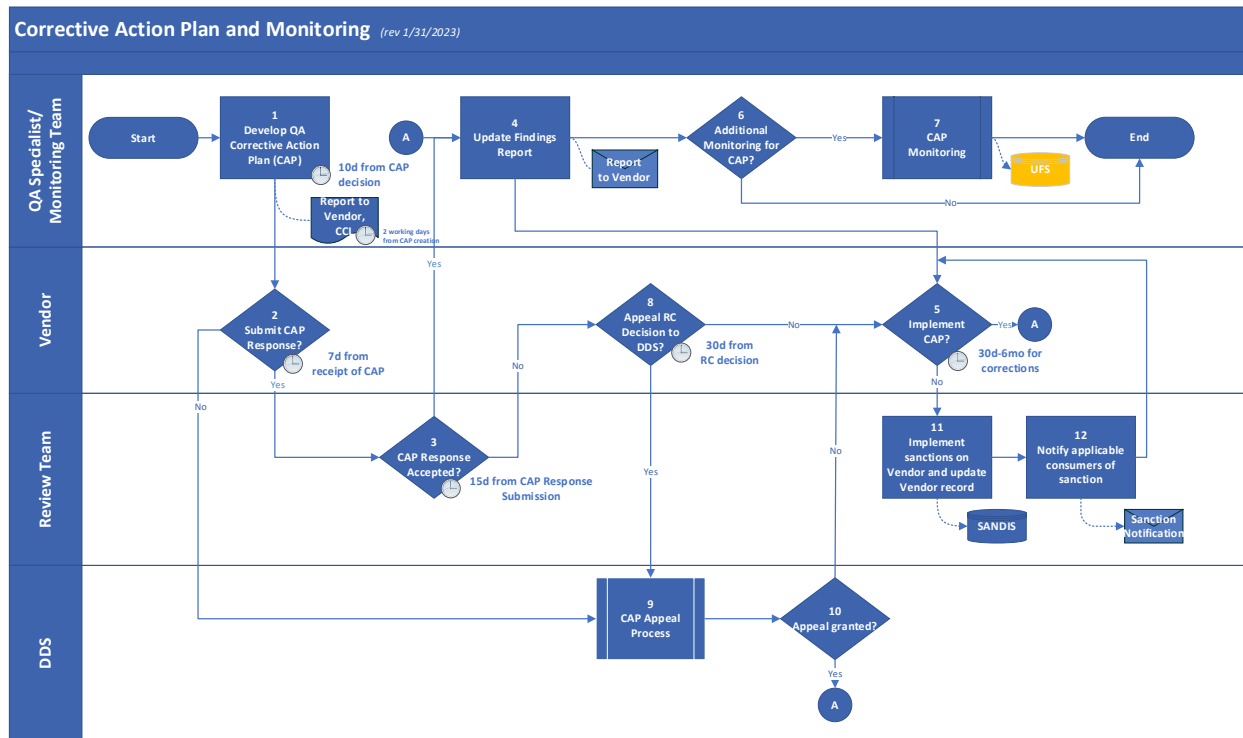 Corrective Action Plan and Monitoring (rev 1/31/2023)
QA Specialist/
Monitoring Team
Start
1
Develop QA
Corrective Action
Plan (CAP)
10d from CAP
decision
Report to
Vendor,
CCL
2 working days
from CAP creation
A
4
Update Findings
Report
Report
to Vendor
6
Additional
Monitoring for
CAP?
Yes
No
7
CAP
Monitoring
UFS
End
Vendor
2
Submit CAP
Response?
7d from
receipt of CAP
Yes
No
Yes
No
8
Appeal RC
Decision to
DDS?
30d from
RC decision
No
Yes
5
Implement
CAP?
Yes
A
30d-6mo for
corrections
No
Review Team
3
CAP Response
Accepted?
15d from CAP Response
Submission
No
11
Implement
sanctions on
Vendor and update
Vendor record
SANDIS
12
Notify applicable
consumers of
sanction
Sanction
Notification
DDS
9
CAP Appeal
Process
10
Appeal granted?
Yes
A